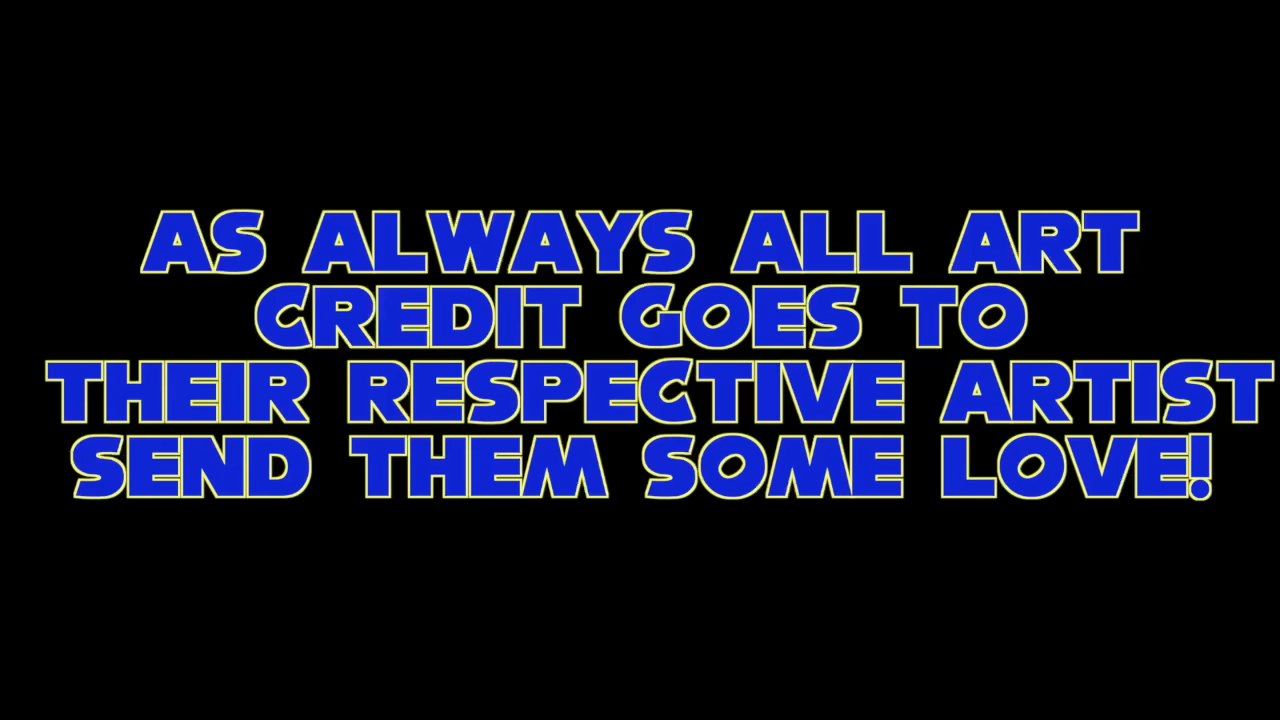 AS ALWAYS ALL ART
CREDIT GOES TO
THEIR RESPECTIVE ARTIST
SEND THEM SOME LOVE!